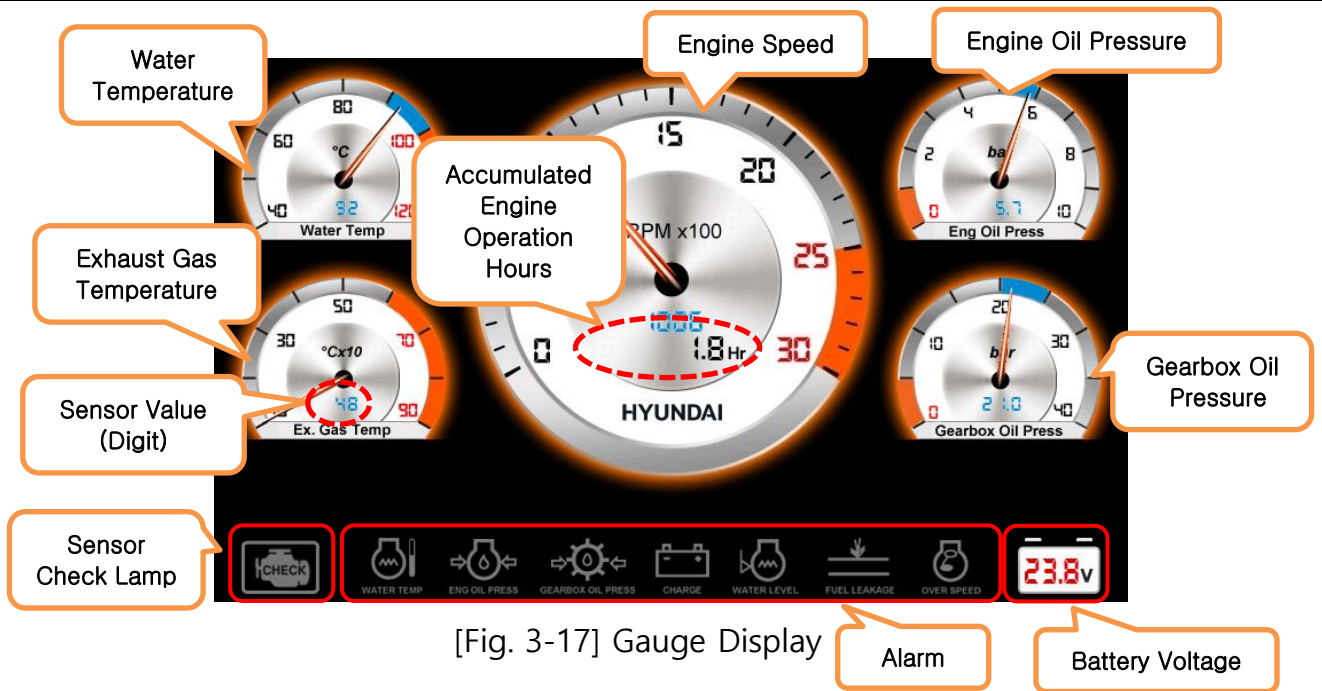 Water
Temperature
Engine Speed
Engine Oil Pressure
40
60
80
100
120
°C
92
Water Temp
Accumulated
Engine
Operation
Hours
0
15
20
25
30
RPM x100
1006
1.8 Hr
HYUNDAI
0
2
4
6
8
10
5.7
Eng Oil Press
Exhaust Gas
Temperature
30
50
70
90
°Cx10
48
Ex. Gas Temp
Sensor Value
(Digit)
0
10
20
30
40
bar
21.0
Gearbox Oil Press
Gearbox Oil
Pressure
Sensor
Check Lamp
CHECK
WATER TEMP
ENG OIL PRESS
GEARBOX OIL PRESS
CHARGE
WATER LEVEL
FUEL LEAKAGE
OVER SPEED
23.8v
[Fig. 3-17] Gauge Display
Alarm
Battery Voltage